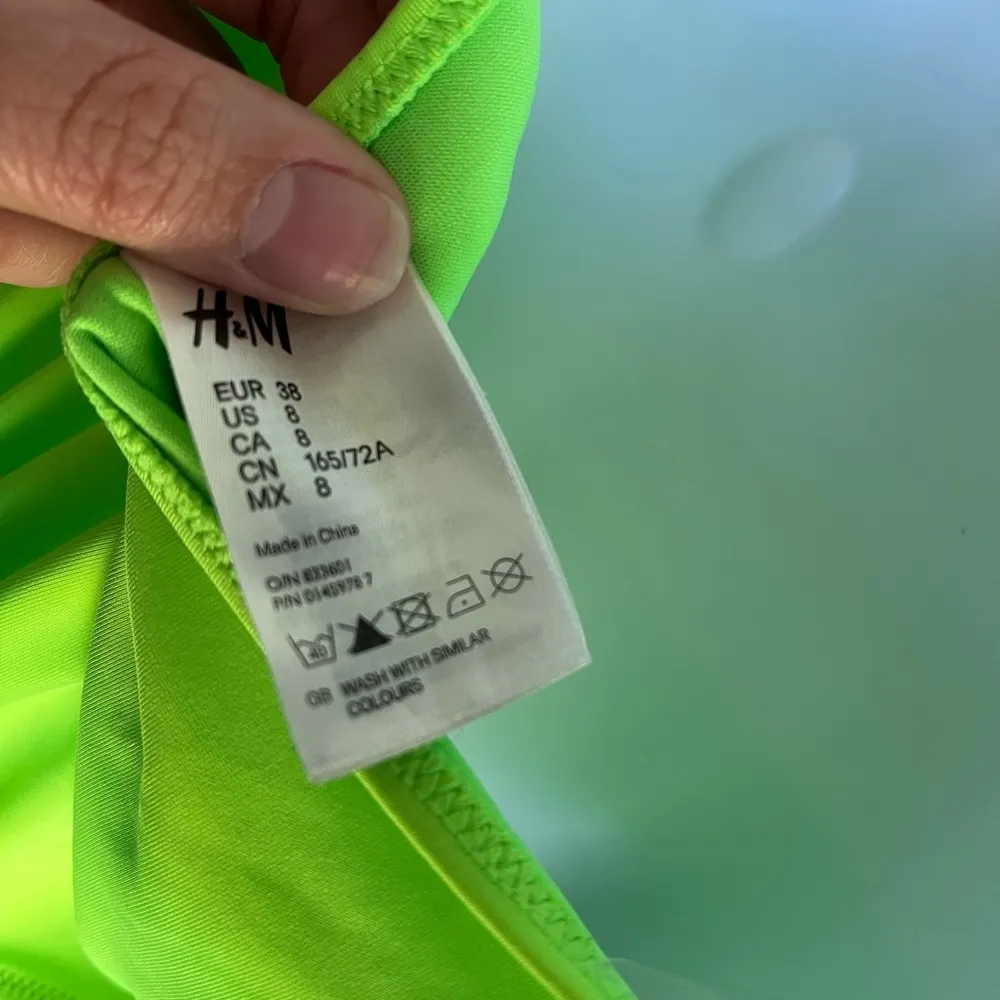 H&M
EUR 38
US 8
CA 8
CN 165/72A
MX 8
Made in China
O/N
P/N
40
GB WASH WITH SIMILAR
COLOURS